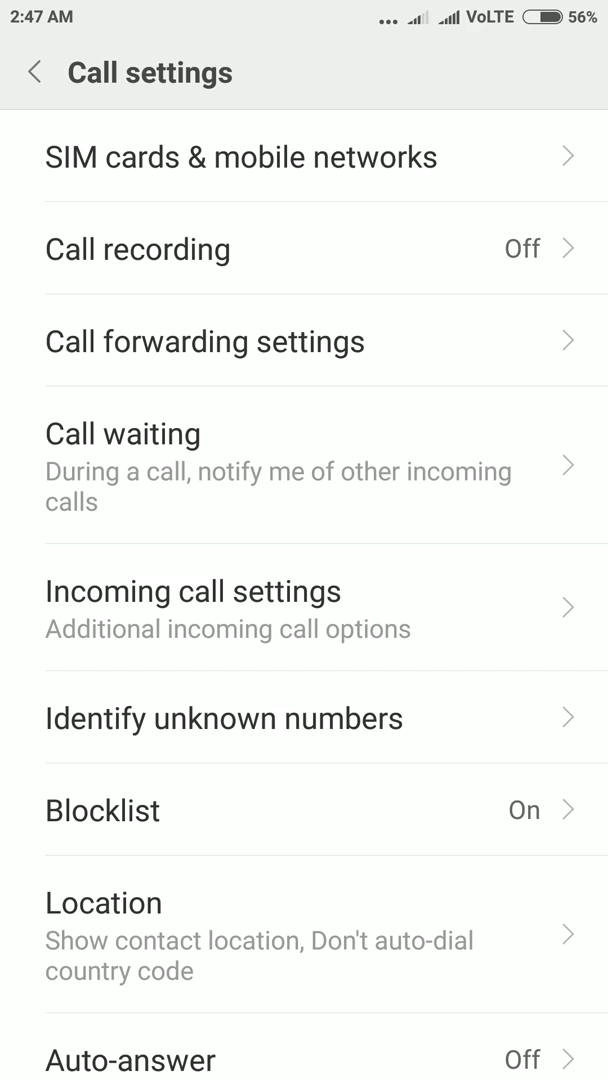 2:47 AM ... VoLTE 56%
Call settings
SIM cards & mobile networks
Call recording Off
Call forwarding settings
Call waiting
During a call, notify me of other incoming
calls
Incoming call settings
Additional incoming call options
Identify unknown numbers
Blocklist On
Location
Show contact location, Don't auto-dial
country code
Auto-answer Off